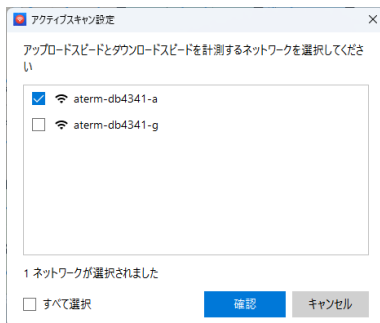 アクティブスキャン設定
アップロードスピードとダウンロードスピードを計測するネットワークを選択してくださ
い
aterm-db4341-a
aterm-db4341-g
1 ネットワークが選択されました
すべて選択
確認
キャンセル